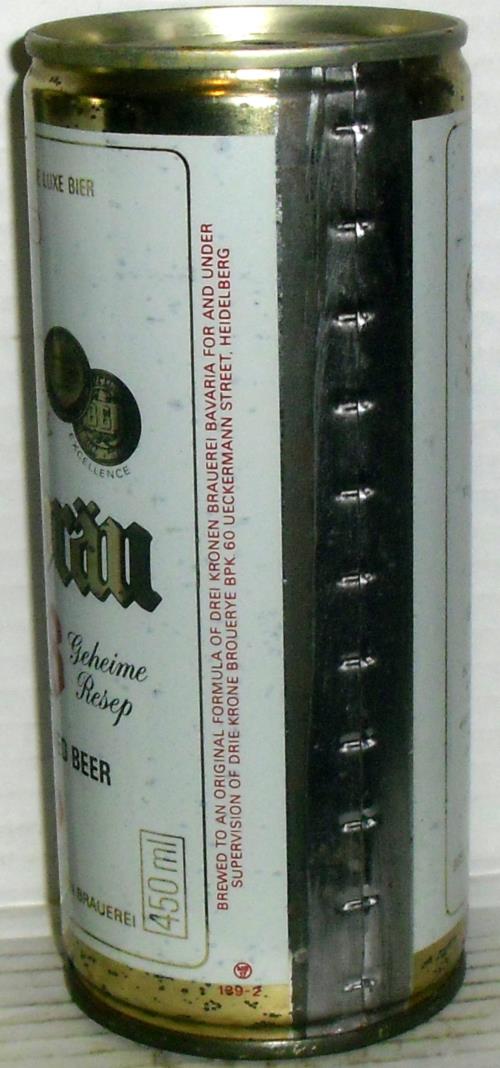 LUXE BIER
EXCELLENCE
räu
Geheime
Resep
ED BEER
BRAUEREI
450 ml
BREWED TO AN ORIGINAL FORMULA OF DREI KRONEN BRAUEREI BAVARIA FOR AND UNDER
SUPERVISION OF DRIE KRONE BROUERYE BPK. 60 UECKERMANN STREET, HEIDELBERG
189-2